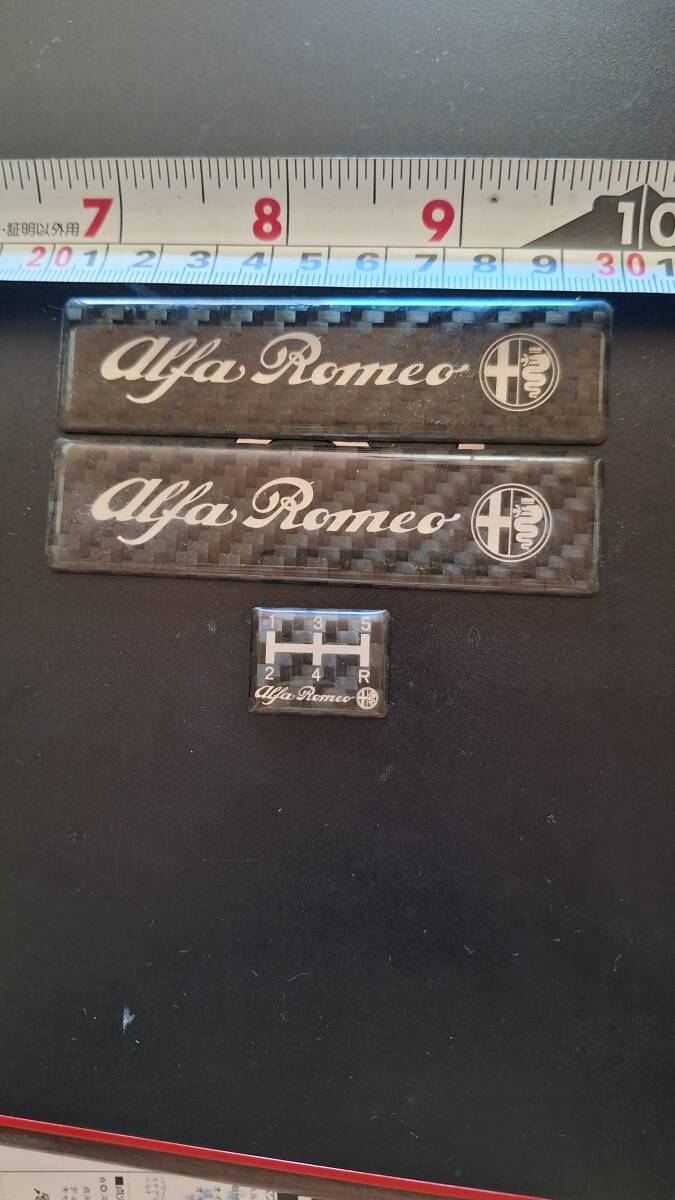 ・証明以外用 7 8 9 10
20 1 2 3 4 5 6 7 8 9 30 1
Alfa Romeo
Alfa Romeo
1 3 5
2 4 R
Alfa Romeo